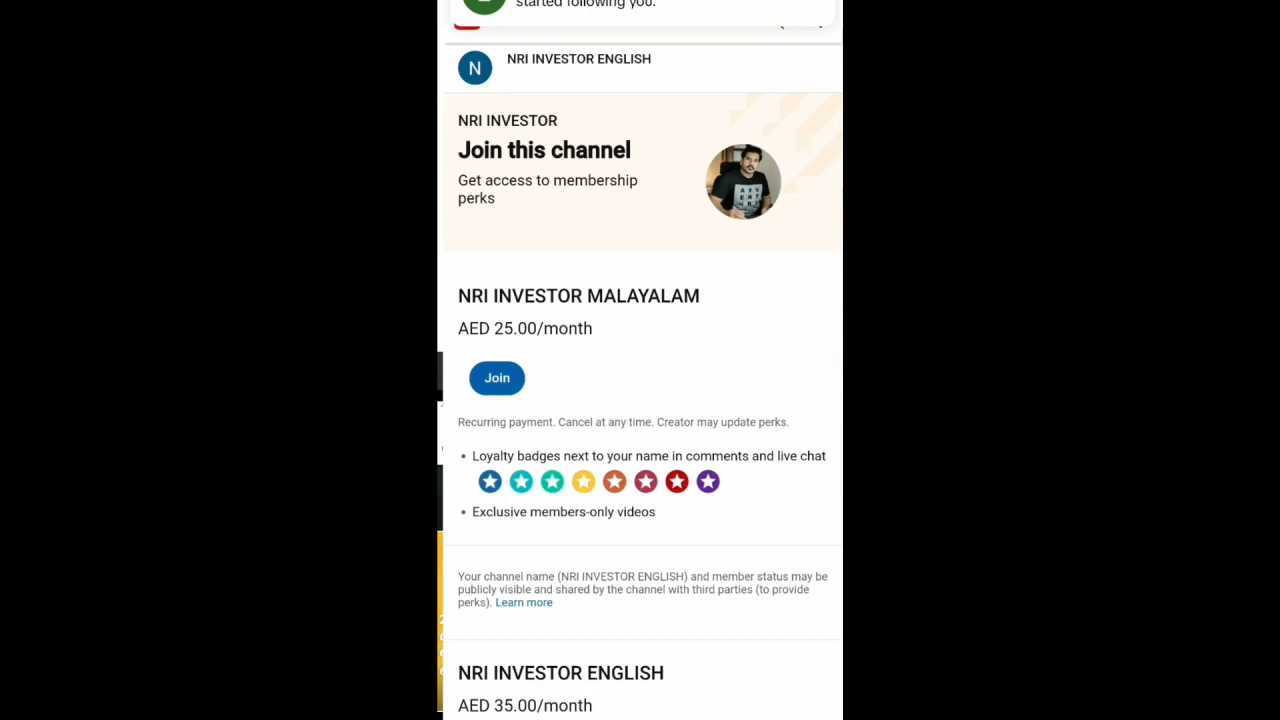 started following you.
NRI INVESTOR ENGLISH
N
NRI INVESTOR
Join this channel
Get access to membership
perks
NRI INVESTOR MALAYALAM
AED 25.00/month
Join
Recurring payment. Cancel at any time. Creator may update perks.
• Loyalty badges next to your name in comments and live chat
• Exclusive members-only videos
Your channel name (NRI INVESTOR ENGLISH) and member status may be
publicly visible and shared by the channel with third parties (to provide
perks). Learn more
NRI INVESTOR ENGLISH
AED 35.00/month